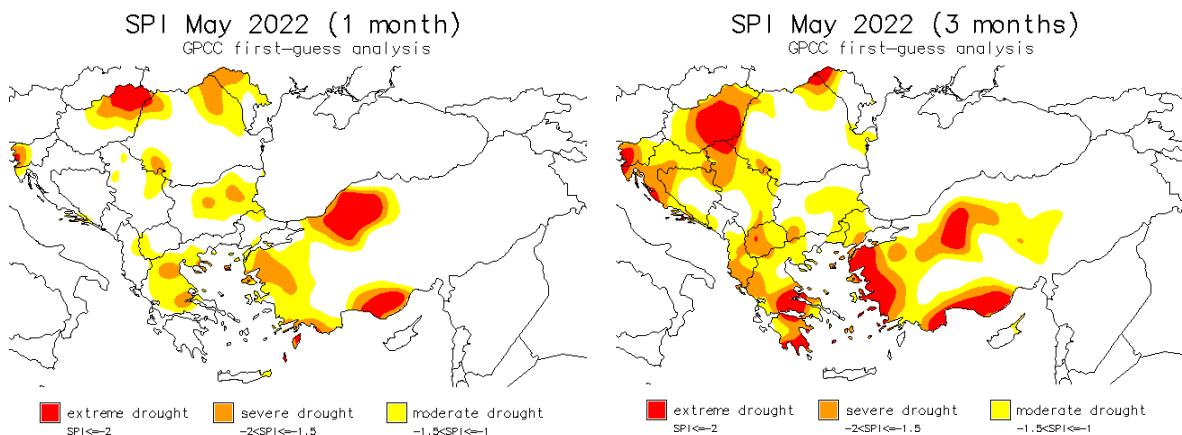 SPI May 2022 (1 month)
GPCC first-guess analysis
extreme drought
SPI<=-2
severe drought
-2<SPI<=-1.5
moderate drought
-1.5<SPI<=-1
SPI May 2022 (3 months)
GPCC first-guess analysis
extreme drought
SPI<=-2
severe drought
-2<SPI<=-1.5
moderate drought
-1.5<SPI<=-1